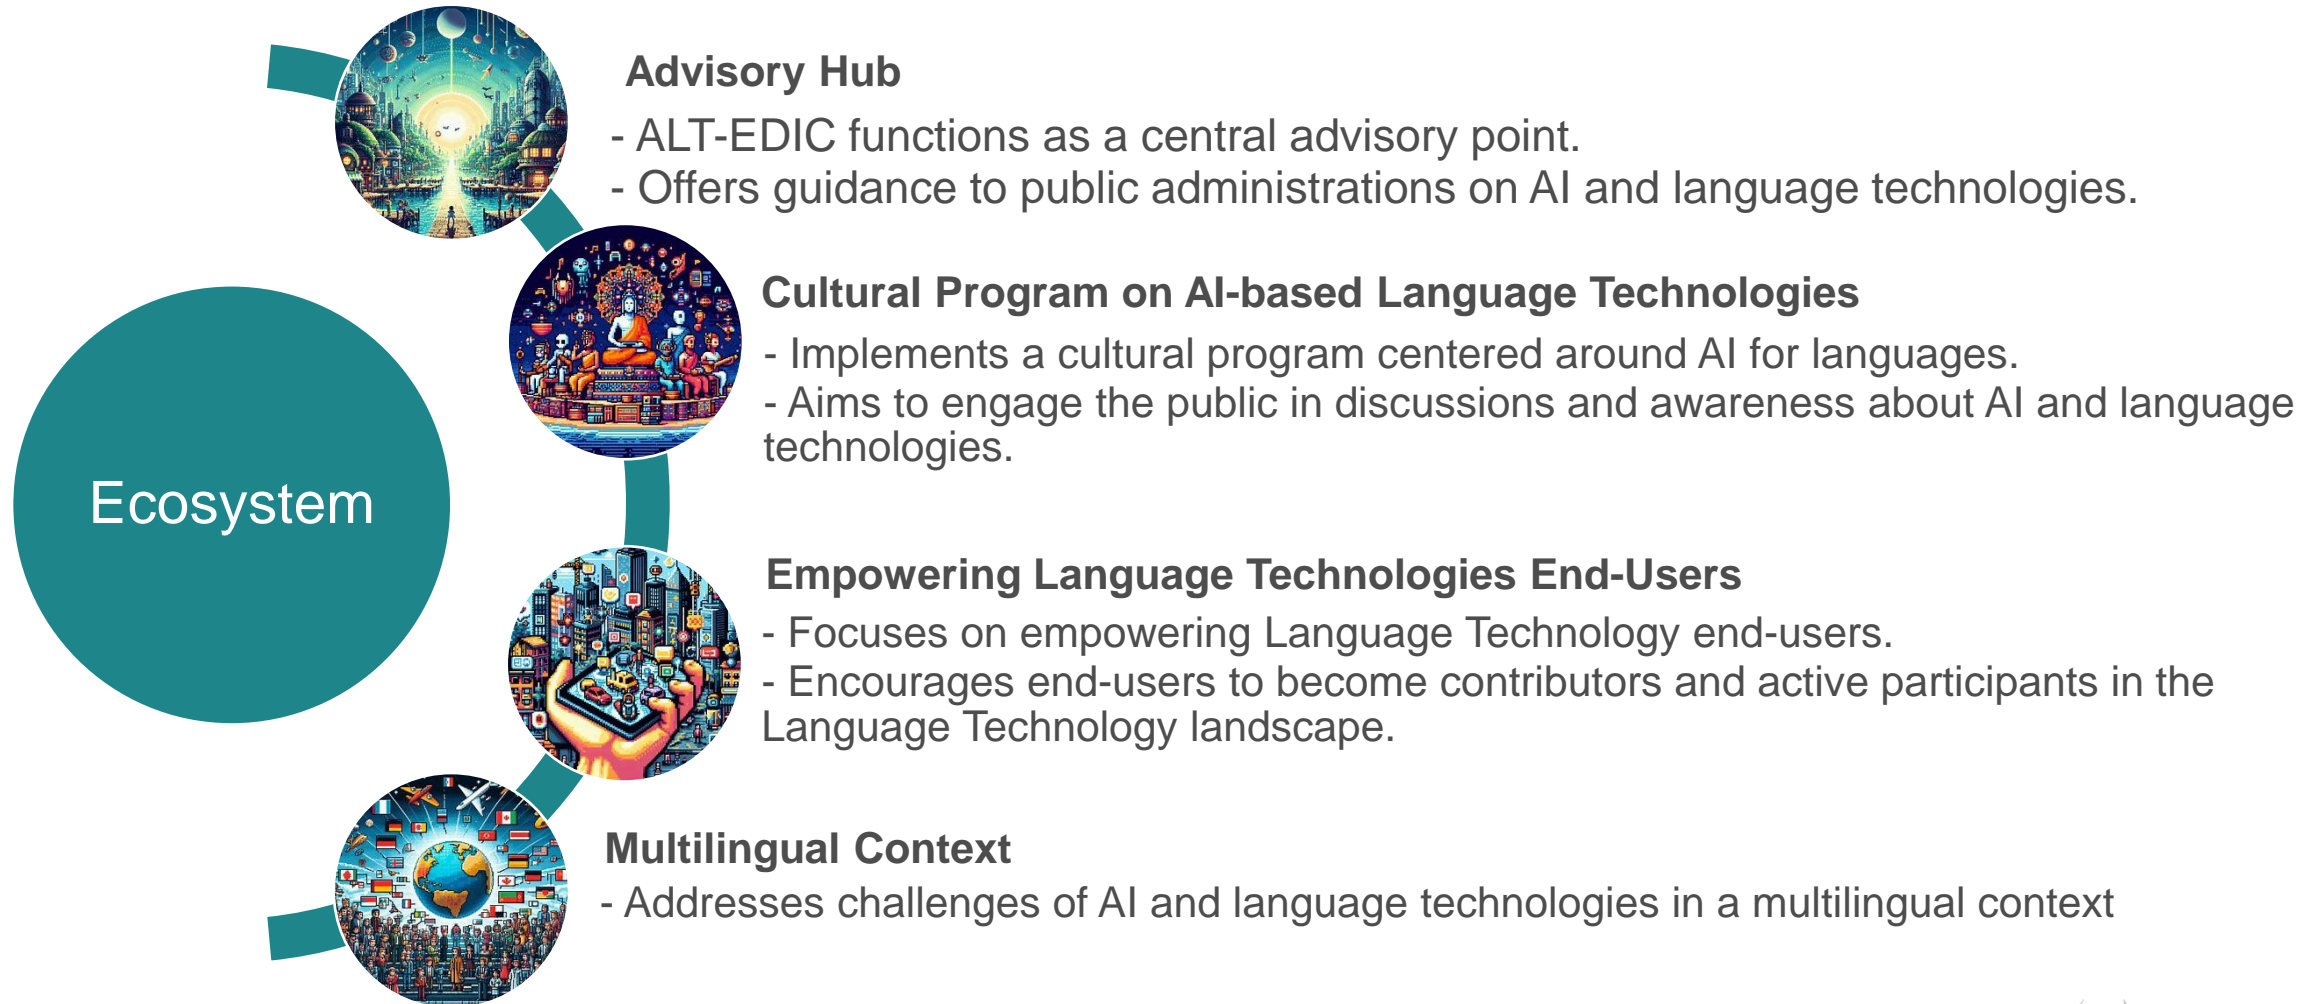 Advisory Hub
- ALT-EDIC functions as a central advisory point.
- Offers guidance to public administrations on AI and language technologies.
Cultural Program on AI-based Language Technologies
- Implements a cultural program centered around AI for languages.
- Aims to engage the public in discussions and awareness about AI and language
technologies.
Ecosystem
Empowering Language Technologies End-Users
- Focuses on empowering Language Technology end-users.
- Encourages end-users to become contributors and active participants in the
Language Technology landscape.
Multilingual Context
- Addresses challenges of AI and language technologies in a multilingual context